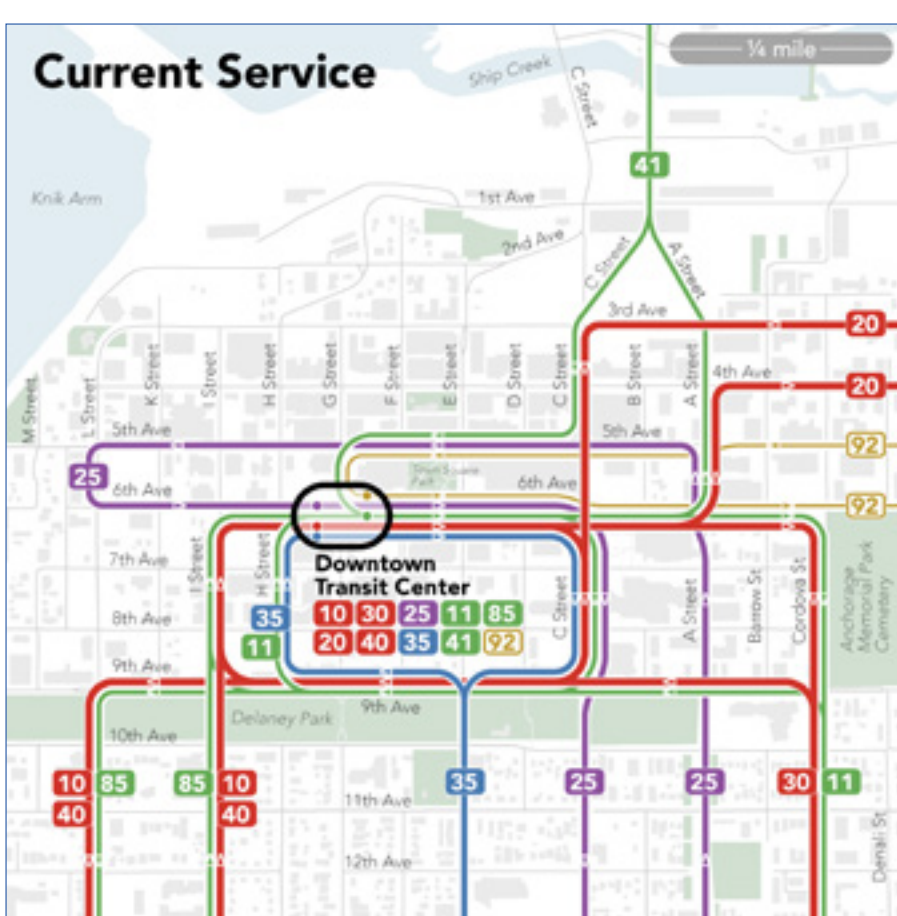 Current Service
¼ mile
Ship Creek
C Street
Knik Arm
41
1st Ave
2nd Ave
C Street
A Street
3rd Ave
20
4th Ave
20
M Street
L Street
K Street
I Street
H Street
G Street
F Street
E Street
D Street
C Street
B Street
A Street
5th Ave
5th Ave
92
25
6th Ave
Town Square
Park
6th Ave
92
7th Ave
I Street
H Street
Downtown
Transit Center
10 30 25 11 85
20 40 35 41 92
35
11
8th Ave
C Street
A Street
Barrow St
Cordova St
Anchorage
Memorial Park
Cemetery
9th Ave
9th Ave
Delaney Park
10th Ave
10 85
40
85 10
40
35
25
25
30 11
11th Ave
12th Ave
Denali St